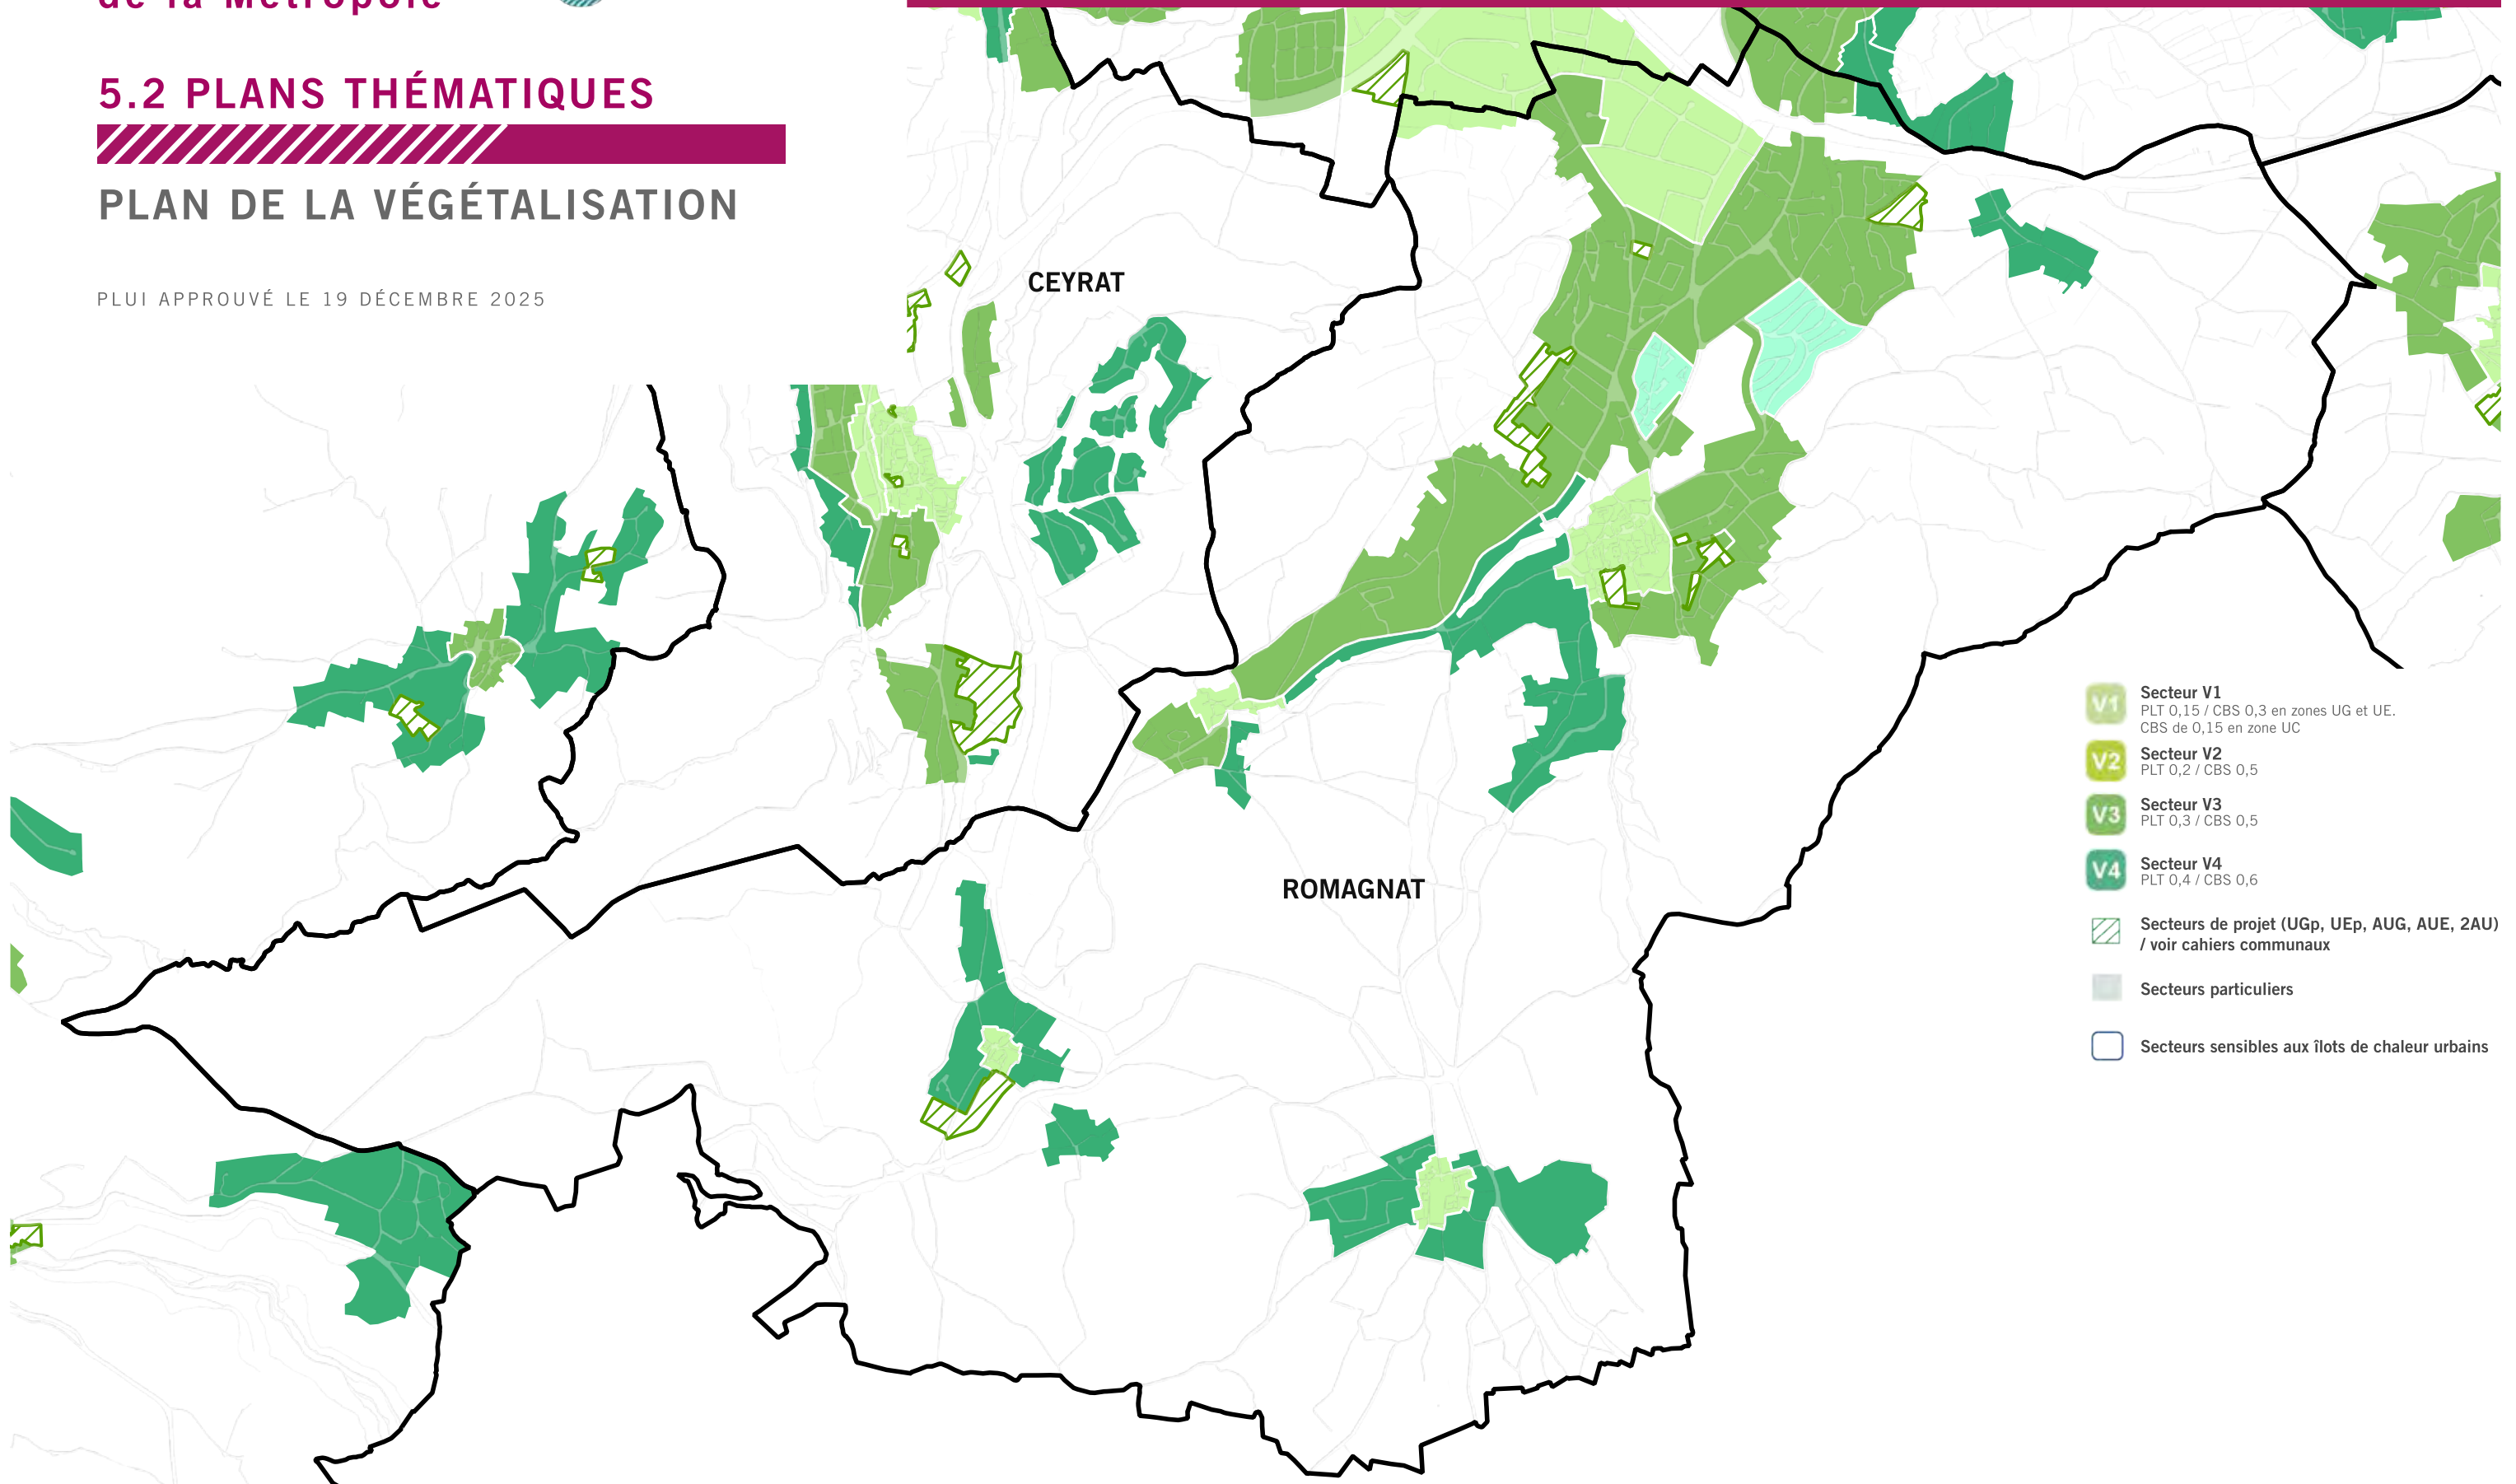 de la Métropole
5.2 PLANS THÉMATIQUES
PLAN DE LA VÉGÉTALISATION
PLUI APPROUVÉ LE 19 DÉCEMBRE 2025
CEYRAT
ROMAGNAT
V1
Secteur V1
PLT 0,15 / CBS 0,3 en zones UG et UE.
CBS de 0,15 en zone UC
V2
Secteur V2
PLT 0,2 / CBS 0,5
V3
Secteur V3
PLT 0,3 / CBS 0,5
V4
Secteur V4
PLT 0,4 / CBS 0,6
Secteurs de projet (UGp, UEp, AUG, AUE, 2AU)
/ voir cahiers communaux
Secteurs particuliers
Secteurs sensibles aux îlots de chaleur urbains